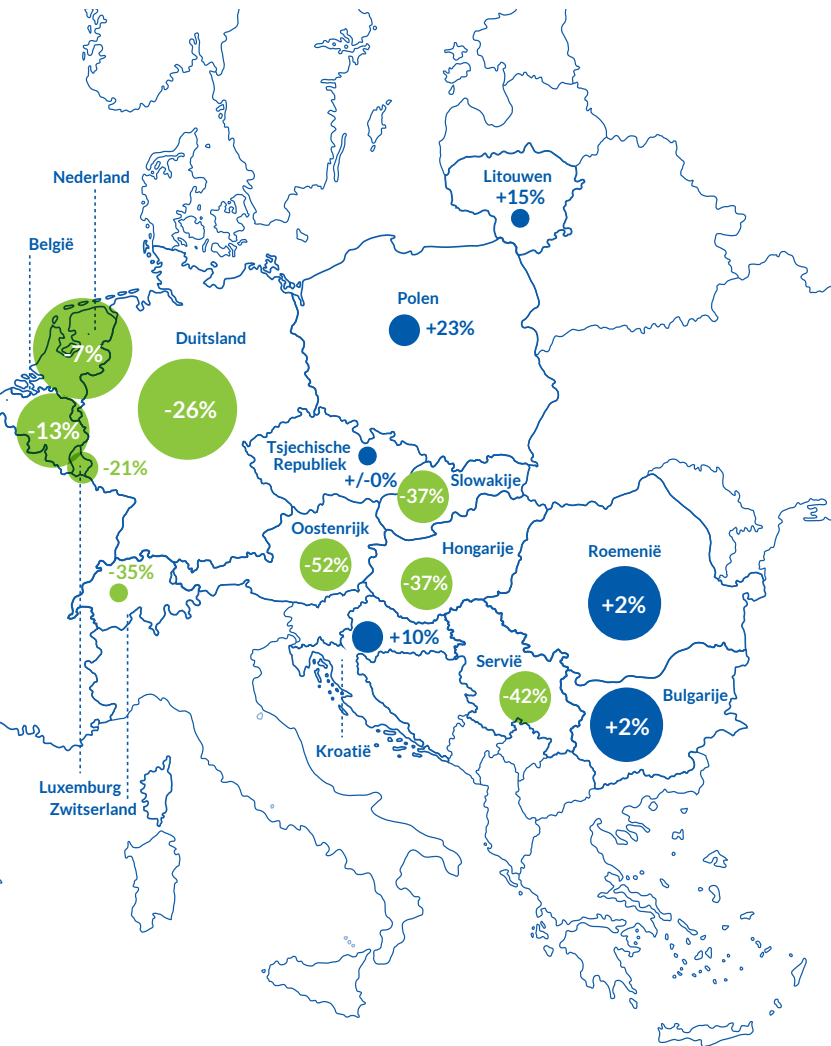 Nederland
België
-7%
-13%
-21%
Duitsland
-26%
Litouwen
+15%
Polen
+23%
Tsjechische
Republiek
+/-0%
Slowakije
-37%
Oostenrijk
-52%
Hongarije
-37%
-35%
Roemenië
+2%
+10%
Servië
-42%
Bulgarije
+2%
Kroatië
Luxemburg
Zwitserland